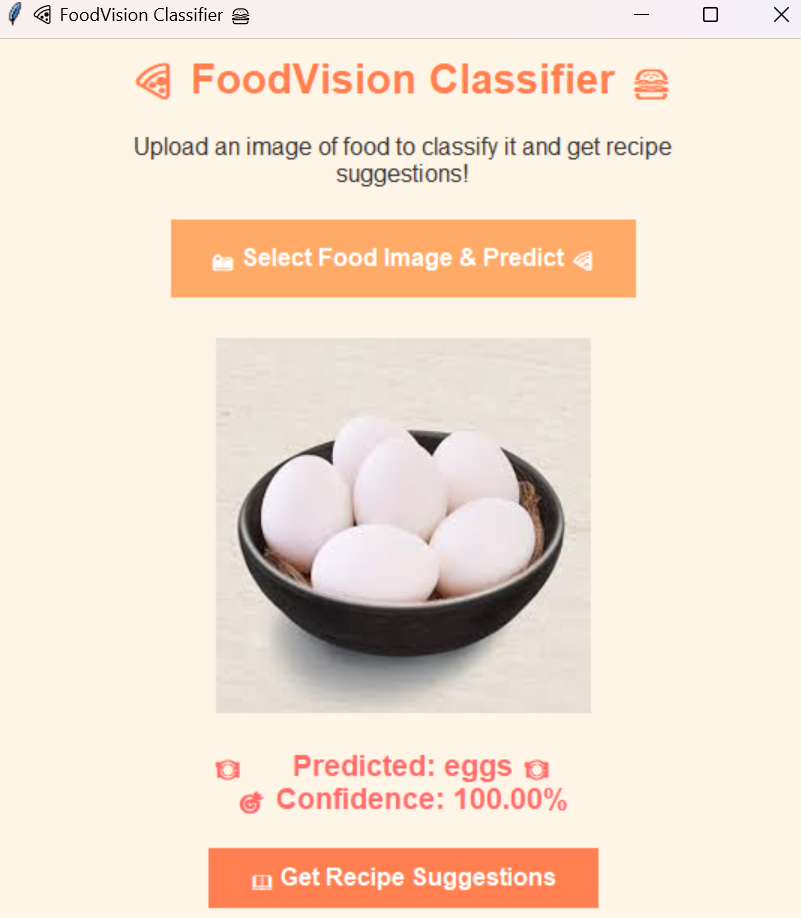 🍕 FoodVision Classifier 🍔
🍕 FoodVision Classifier 🍔
Upload an image of food to classify it and get recipe
suggestions!
🍱 Select Food Image & Predict 🍕
🍽 Predicted: eggs 🍽
🎯 Confidence: 100.00%
📖 Get Recipe Suggestions